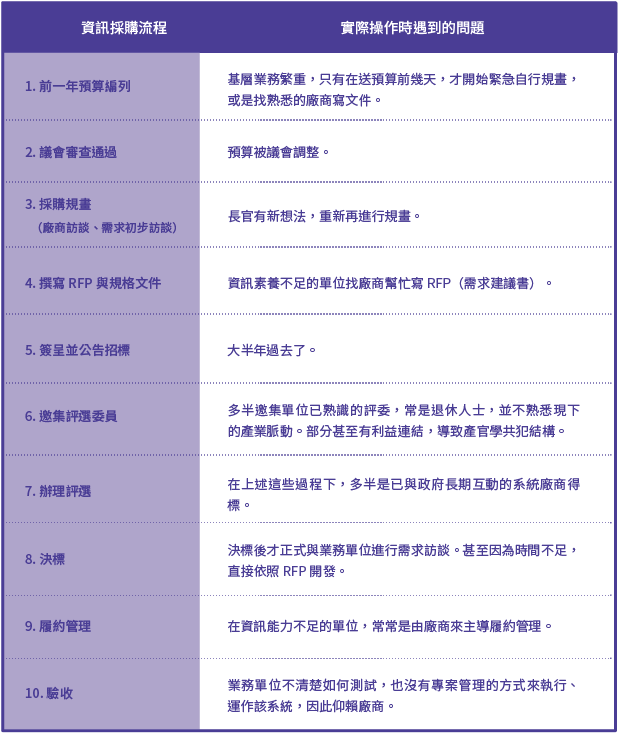 資訊採購流程
實際操作時遇到的問題
1. 前一年預算編列
基層業務繁重，只有在送預算前幾天，才開始緊急自行規畫，
或是找熟悉的廠商寫文件。
2. 議會審查通過
預算被議會調整。
3. 採購規畫
（廠商訪談、需求初步訪談）
長官有新想法，重新再進行規畫。
4. 撰寫 RFP 與規格文件
資訊素養不足的單位找廠商幫忙寫 RFP（需求建議書）。
5. 簽呈並公告招標
大半年過去了。
6. 邀集評選委員
多半邀集單位已熟識的評委，常是退休人士，並不熟悉現下
的產業脈動。部分甚至有利益連結，導致產官學共犯結構。
7. 辦理評選
在上述這些過程下，多半是已與政府長期互動的系統廠商得
標。
8. 決標
決標後才正式與業務單位進行需求訪談。甚至因為時間不足，
直接依照 RFP 開發。
9. 履約管理
在資訊能力不足的單位，常常是由廠商來主導履約管理。
10. 驗收
業務單位不清楚如何測試，也沒有專案管理的方式來執行、
運作該系統，因此仰賴廠商。